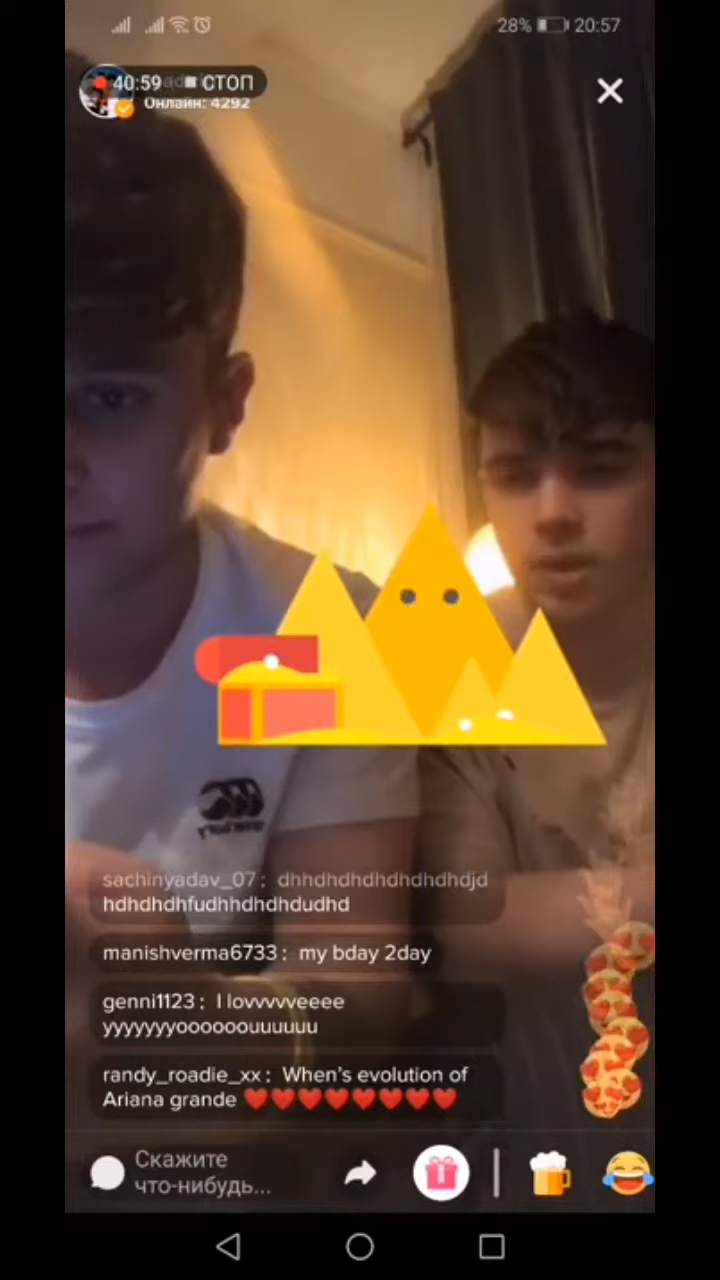 28% 20:57
40:59 СТОП
Онлайн: 4292
sachinyadav_07: dhhdhdhdhdhdhdhdjd
hdhdhdhfudhhdhdhdudhd
manishverma6733: my bday 2day
genni1123: I lovvvvveeee
yyyyyyyoooooouuuuuu
randy_roadie_xx: When's evolution of
Ariana grande ❤️❤️❤️❤️❤️❤️❤️❤️
Скажите
что-нибудь...